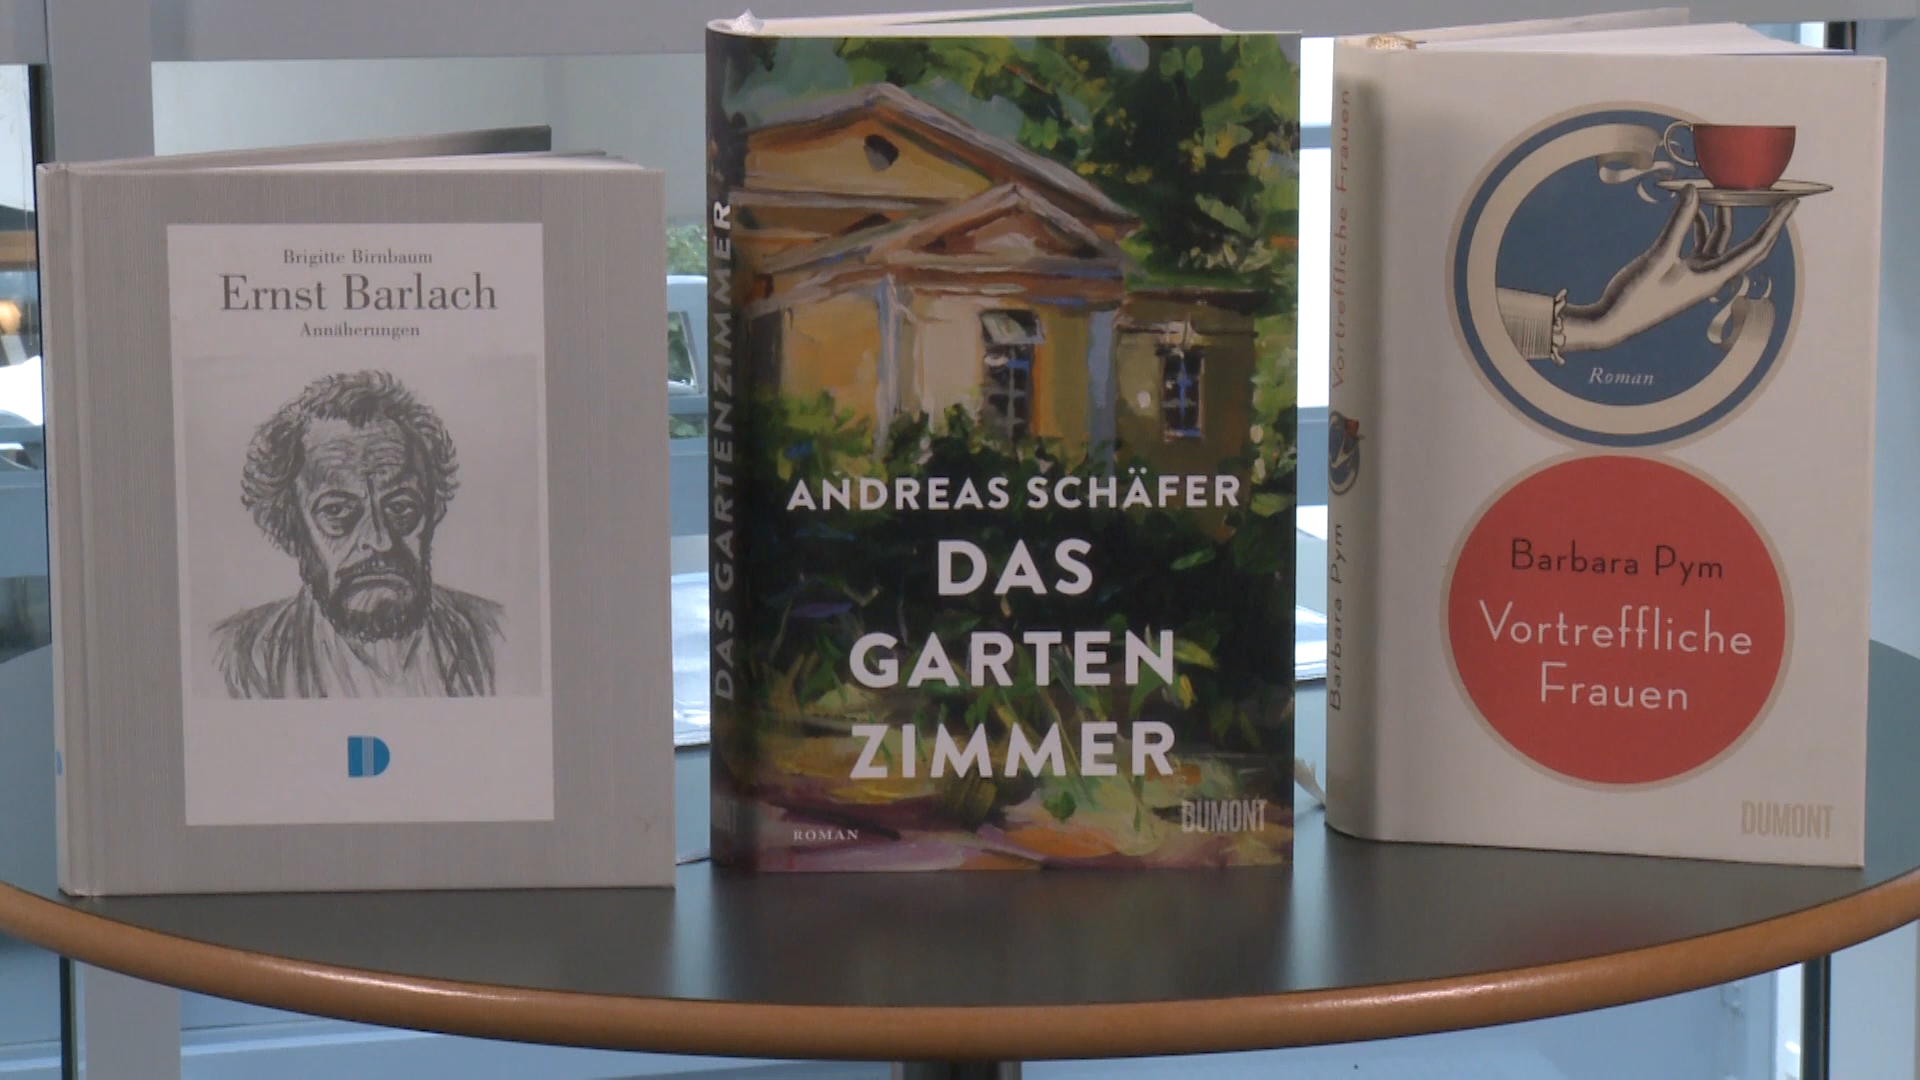 Brigitte Birnbaum
Ernst Barlach
Annäherungen
DAS GARTENZIMMER
ANDREAS SCHÄFER
DAS
GARTEN
ZIMMER
ROMAN
DUMONT
Barbara Pym Vortreffliche Frauen
Roman
Barbara Pym
Vortreffliche
Frauen
DUMONT